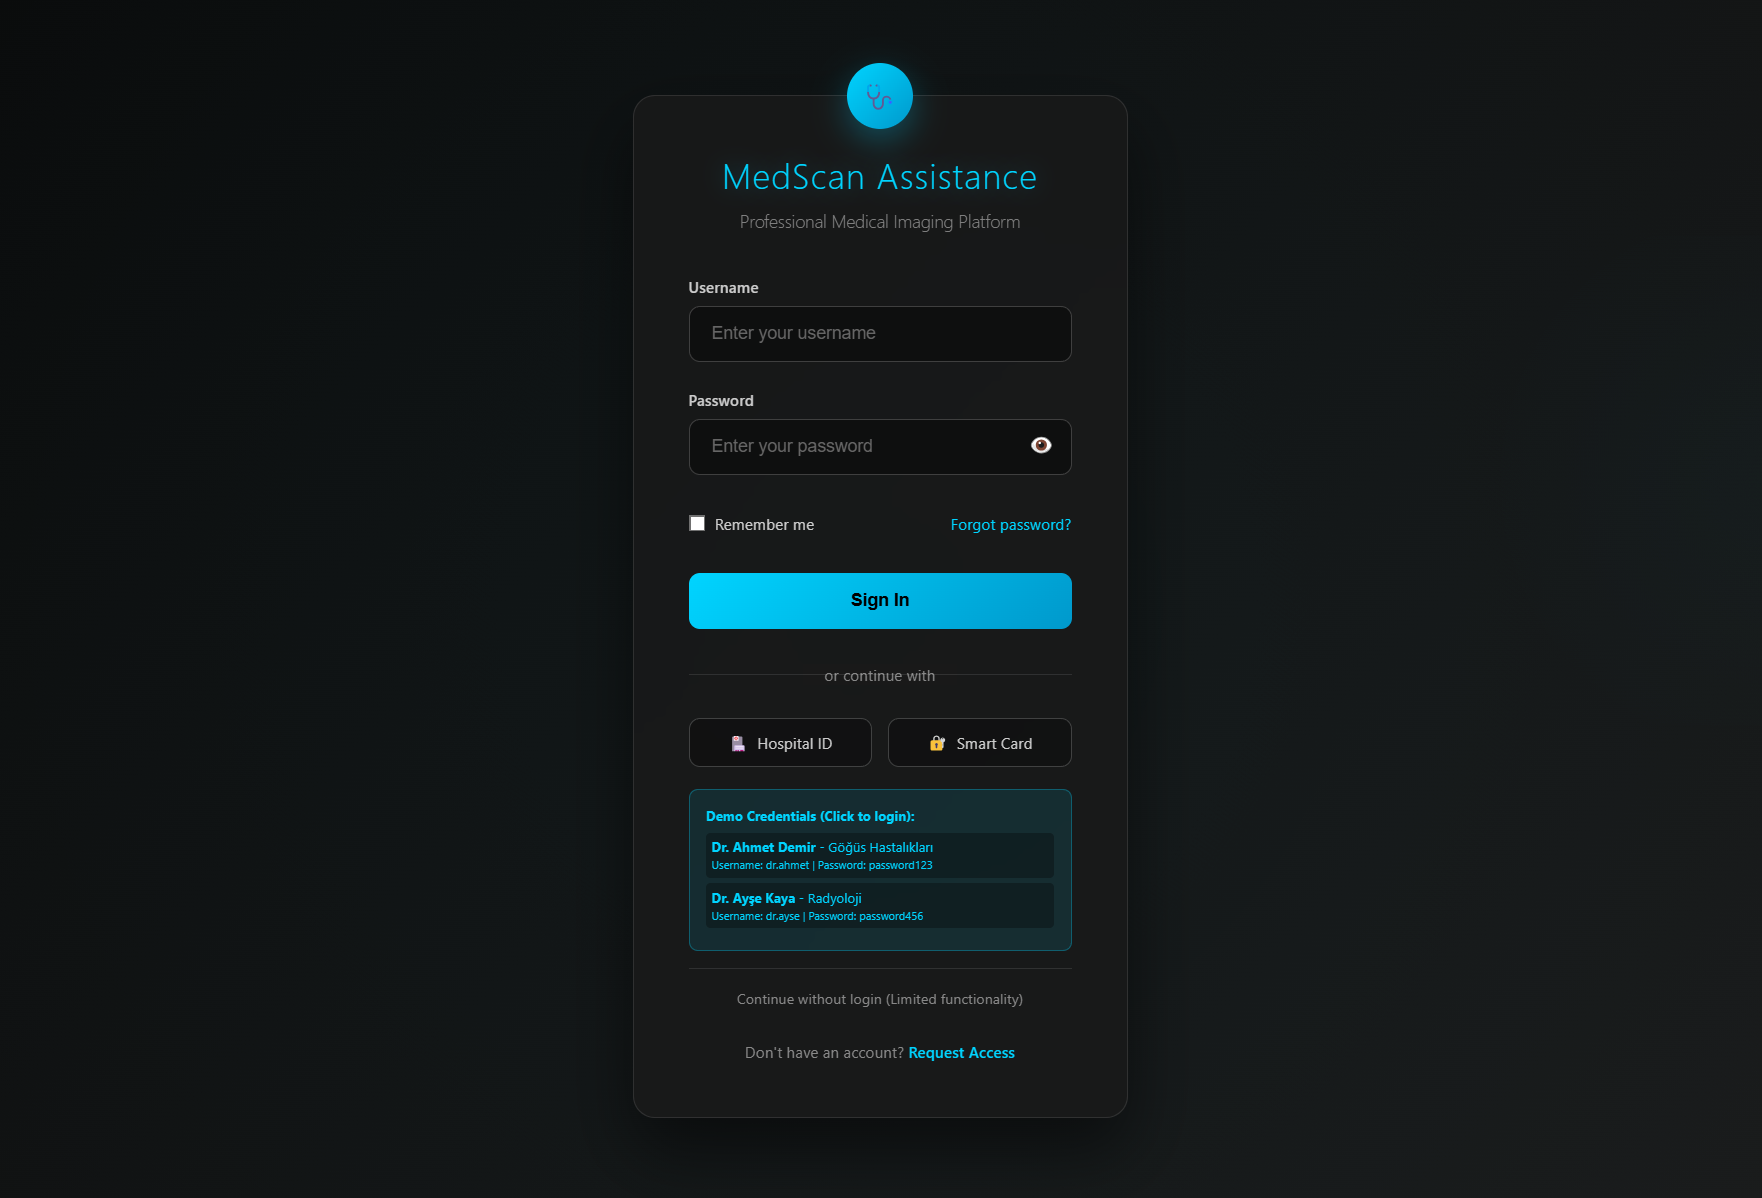 MedScan Assistance
Professional Medical Imaging Platform
Username
Enter your username
Password
Enter your password
Remember me
Forgot password?
Sign In
or continue with
Hospital ID
Smart Card
Demo Credentials (Click to login):
Dr. Ahmet Demir - Göğüs Hastalıkları
Username: dr.ahmet | Password: password123
Dr. Ayşe Kaya - Radyoloji
Username: dr.ayse | Password: password456
Continue without login (Limited functionality)
Don't have an account? Request Access